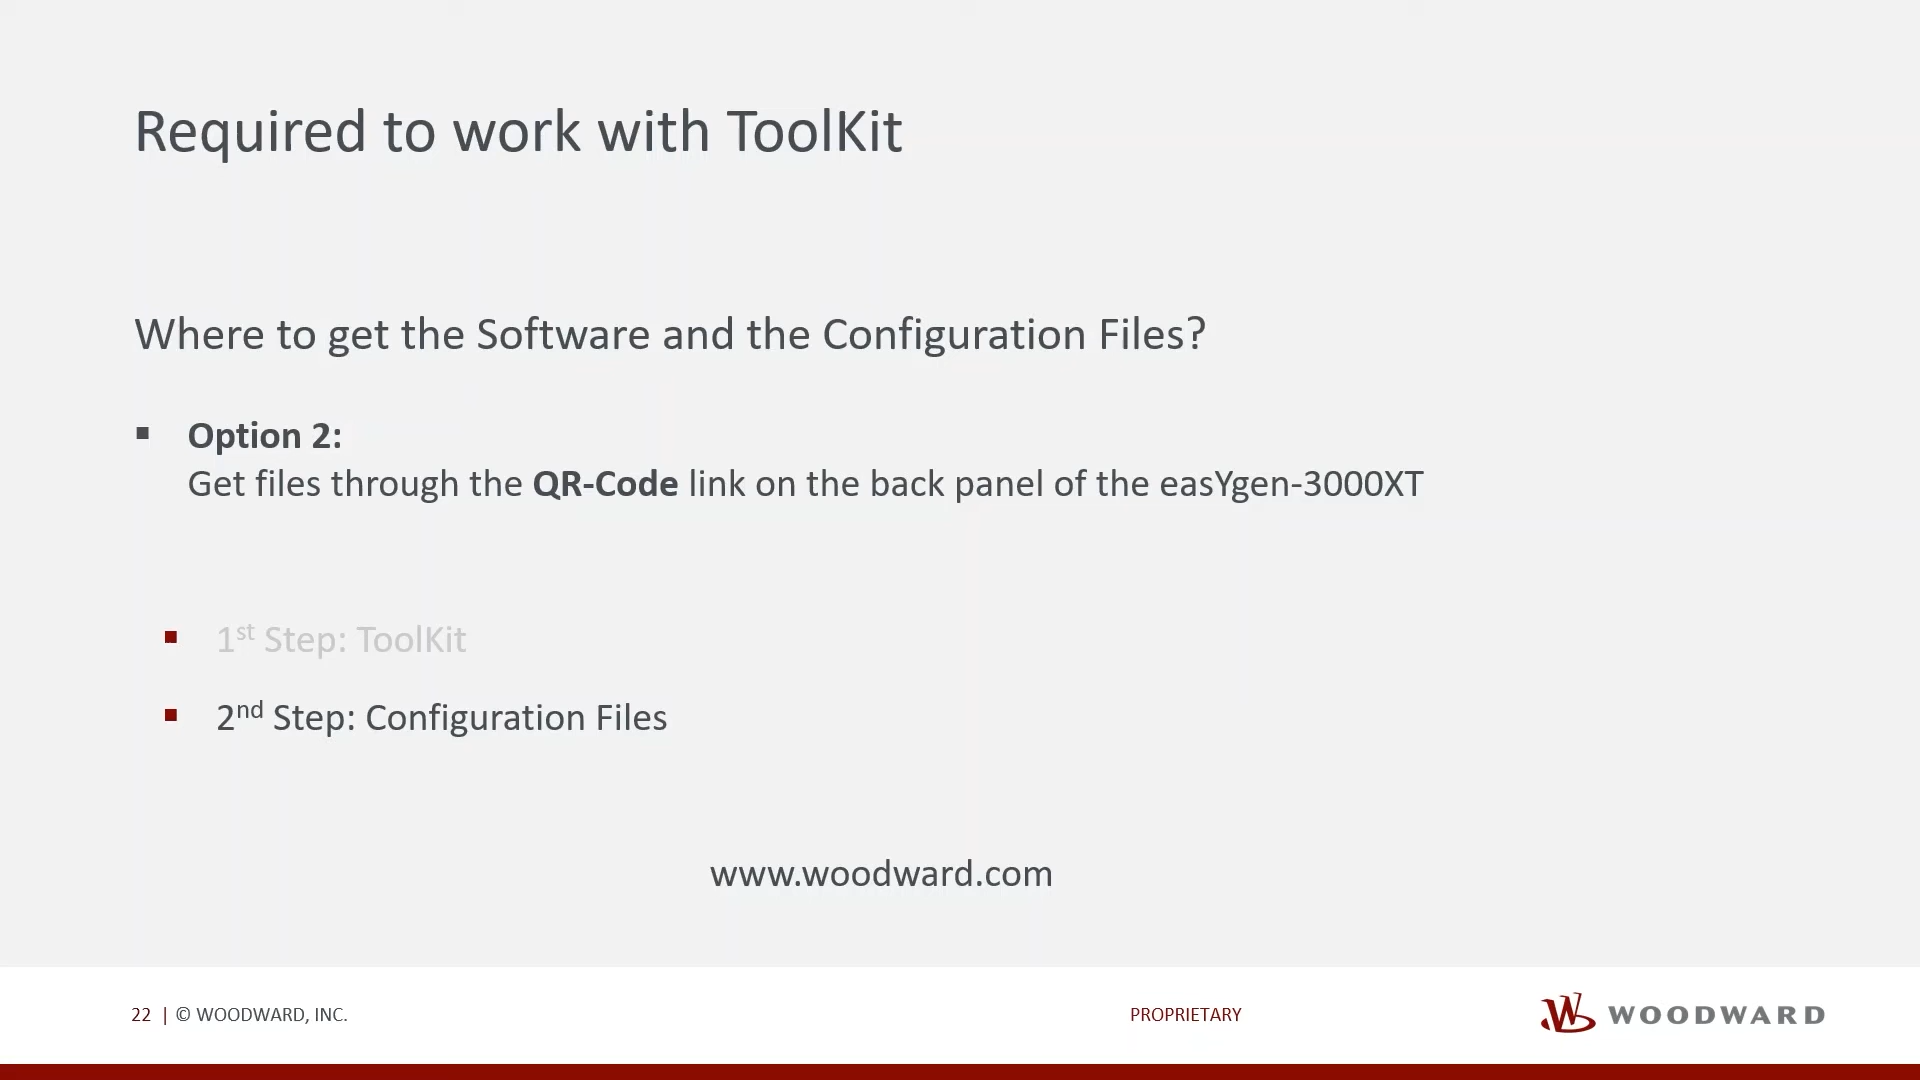 Required to work with ToolKit
Where to get the Software and the Configuration Files?
▪ Option 2:
Get files through the QR-Code link on the back panel of the easYgen-3000XT
▪ 1st Step: ToolKit
▪ 2nd Step: Configuration Files
www.woodward.com
22 | © WOODWARD, INC.
PROPRIETARY
WOODWARD